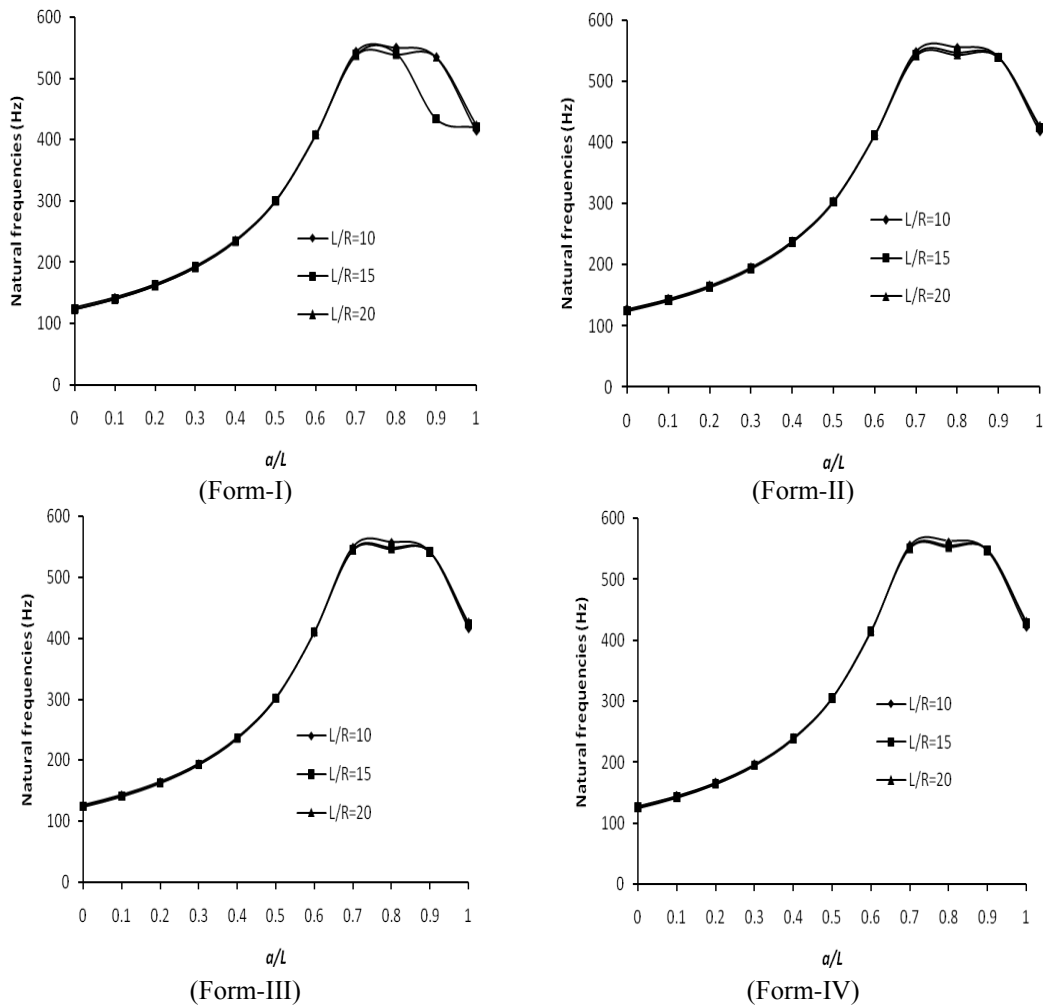 600
500
400
300
200
100
0
Natural frequencies (Hz)
L/R=10
L/R=15
L/R=20
0 0.1 0.2 0.3 0.4 0.5 0.6 0.7 0.8 0.9 1
a/L
(Form-I)
600
500
400
300
200
100
0
Natural frequencies (Hz)
L/R=10
L/R=15
L/R=20
0 0.1 0.2 0.3 0.4 0.5 0.6 0.7 0.8 0.9 1
a/L
(Form-II)
600
500
400
300
200
100
0
Natural frequencies (Hz)
L/R=10
L/R=15
L/R=20
0 0.1 0.2 0.3 0.4 0.5 0.6 0.7 0.8 0.9 1
a/L
(Form-III)
600
500
400
300
200
100
0
Natural frequencies (Hz)
L/R=10
L/R=15
L/R=20
0 0.1 0.2 0.3 0.4 0.5 0.6 0.7 0.8 0.9 1
a/L
(Form-IV)